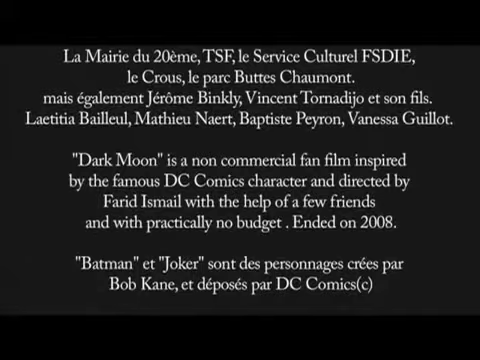 La Mairie du 20ème, TSF, le Service Culturel FSDIE,
le Crous, le parc Buttes Chaumont.
mais également Jérôme Binkly, Vincent Tornadijo et son fils.
Laetitia Bailleul, Mathieu Naert, Baptiste Peyron, Vanessa Guillot.
"Dark Moon" is a non commercial fan film inspired
by the famous DC Comics character and directed by
Farid Ismail with the help of a few friends
and with practically no budget . Ended on 2008.
"Batman" et "Joker" sont des personnages crées par
Bob Kane, et déposés par DC Comics(c)